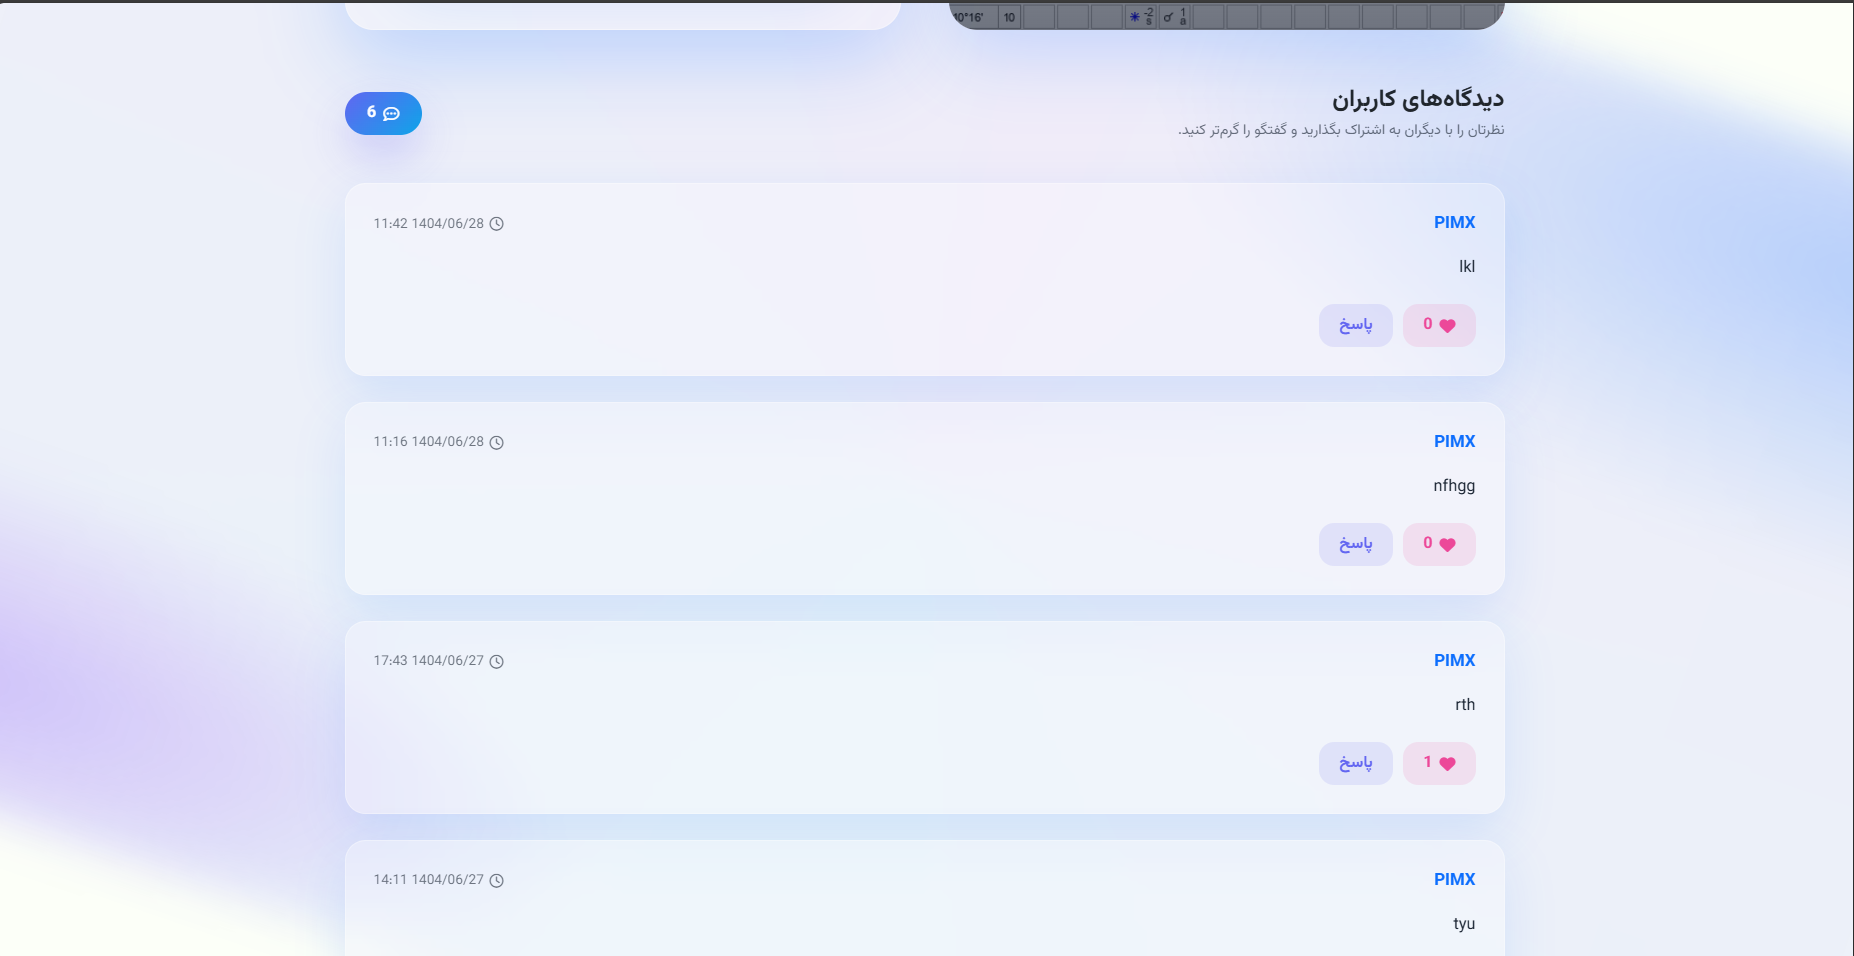 10°16' 10 -2 s 1 a
دیدگاه‌های کاربران
6
نظرتان را با دیگران به اشتراک بگذارید و گفتگو را گرم‌تر کنید.
PIMX
11:42 1404/06/28
lkl
0 پاسخ
PIMX
11:16 1404/06/28
nfhgg
0 پاسخ
PIMX
17:43 1404/06/27
rth
1 پاسخ
PIMX
14:11 1404/06/27
tyu